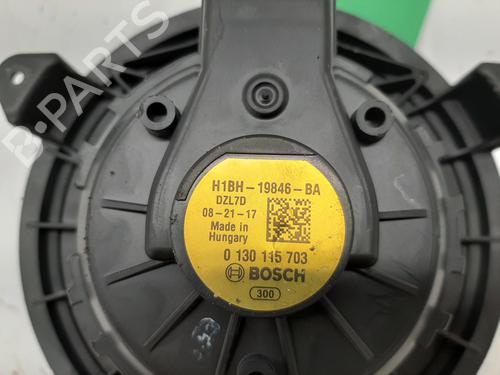 B-PARTS
H1BH-19846-BA
DZL7D
08-21-17
Made in
Hungary
0 130 115 703
BOSCH
300